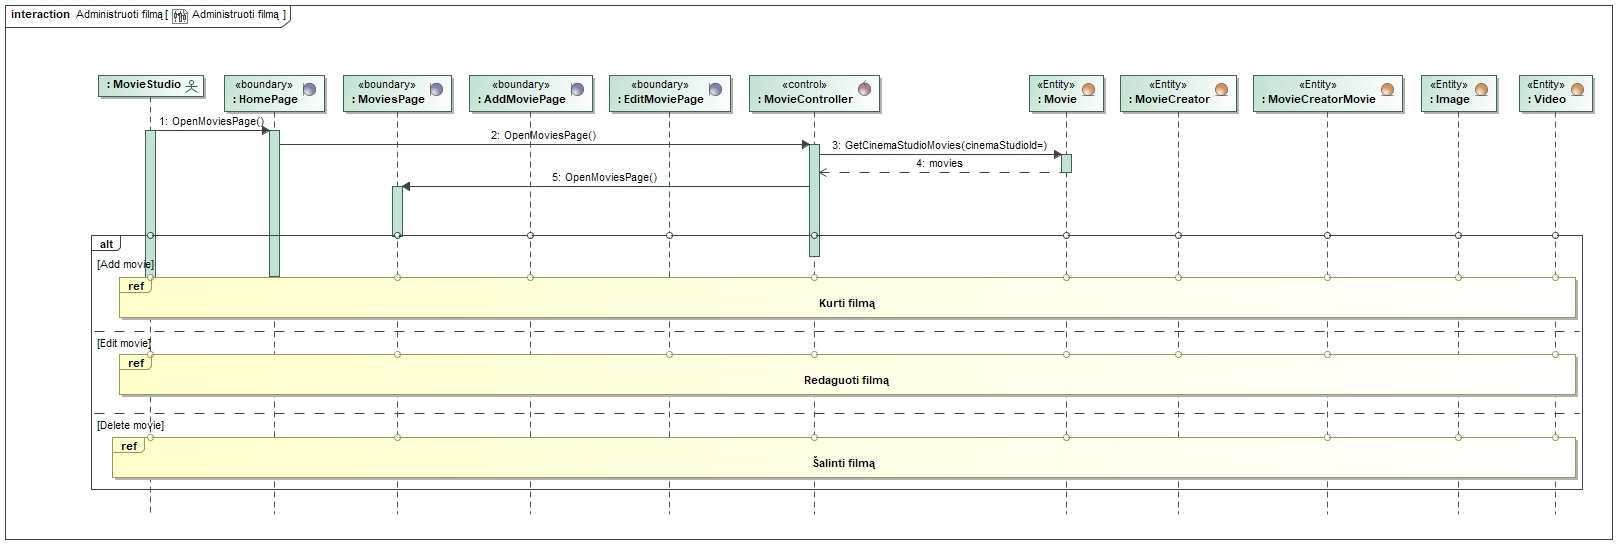 interaction Administruoti filmą [ Administruoti filmą ]
: MovieStudio
«boundary»
: HomePage
«boundary»
: MoviesPage
«boundary»
: AddMoviePage
«boundary»
: EditMoviePage
«control»
: MovieController
«Entity»
: Movie
«Entity»
: MovieCreator
«Entity»
: MovieCreatorMovie
«Entity»
: Image
«Entity»
: Video
1: OpenMoviesPage()
2: OpenMoviesPage()
3: GetCinemaStudioMovies(cinemaStudioId=)
4: movies
5: OpenMoviesPage()
alt
[Add movie]
ref
Kurti filmą
[Edit movie]
ref
Redaguoti filmą
[Delete movie]
ref
Šalinti filmą